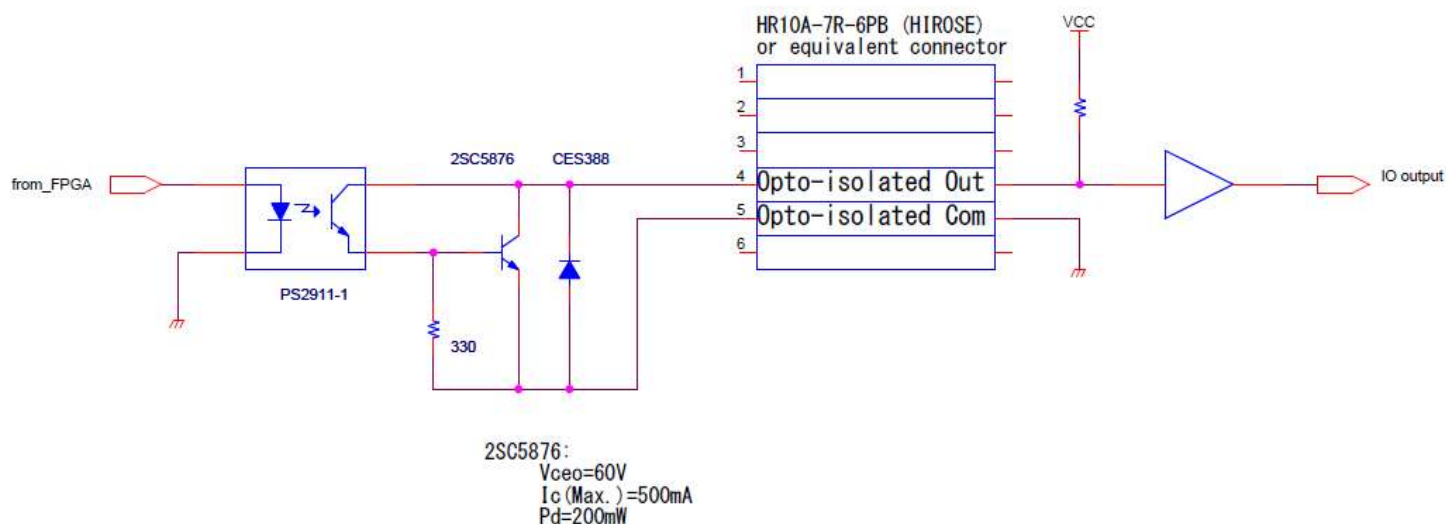 HR10A-7R-6PB (HIROSE)
or equivalent connector
VCC
1
2
3
2SC5876
CES388
from_FPGA
4
Opto-isolated Out
IO output
5
Opto-isolated Com
6
PS2911-1
330
2SC5876:
Vceo=60V
Ic(Max.)=500mA
Pd=200mW